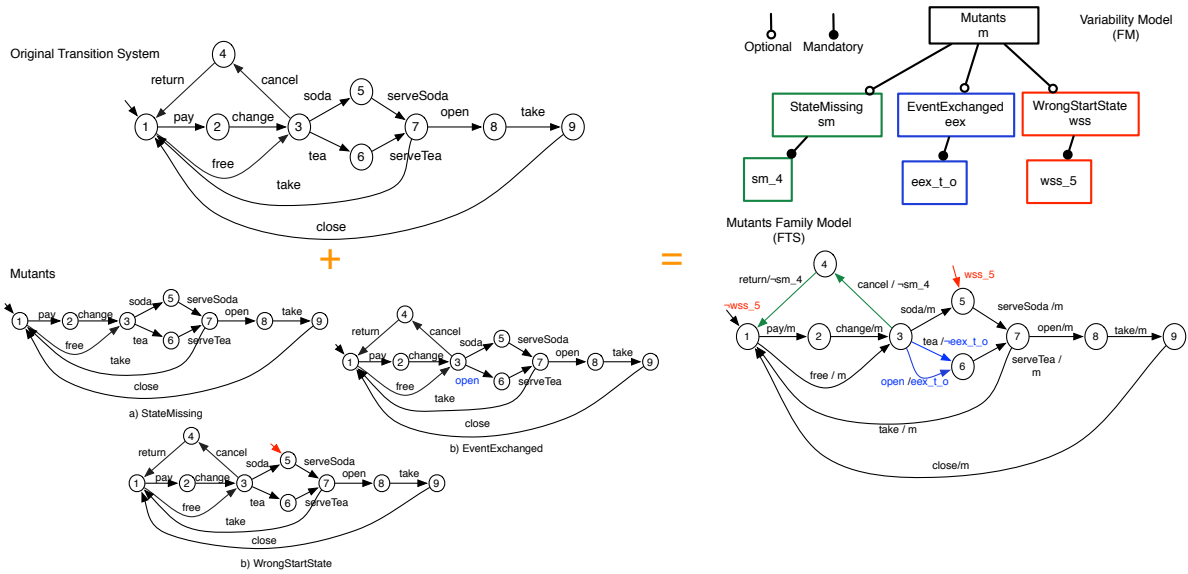 Original Transition System
4
return
cancel
soda
5
serveSoda
1
pay
2
change
3
7
open
8
take
9
free
tea
6
serveTea
take
close
+
=
Mutants
soda
5
serveSoda
1
pay
2
change
3
7
open
8
take
9
free
tea
6
serveTea
take
close
a) StateMissing
4
return
cancel
soda
5
serveSoda
1
pay
2
change
3
7
open
8
take
9
free
open
6
serveTea
take
close
b) EventExchanged
4
return
cancel
soda
5
serveSoda
1
pay
2
change
3
7
open
8
take
9
free
tea
6
serveTea
take
close
b) WrongStartState
Optional
Mandatory
Mutants
m
Variability Model
(FM)
StateMissing
sm
EventExchanged
eex
WrongStartState
wss
sm_4
eex_t_o
wss_5
Mutants Family Model
(FTS)
4
return/¬sm_4
cancel / ¬sm_4
wss_5
¬wss_5
soda/m
5
serveSoda /m
1
pay/m
2
change/m
3
7
open/m
8
take/m
9
tea /¬eex_t_o
free / m
6
serveTea /
m
open /eex_t_o
take / m
close/m